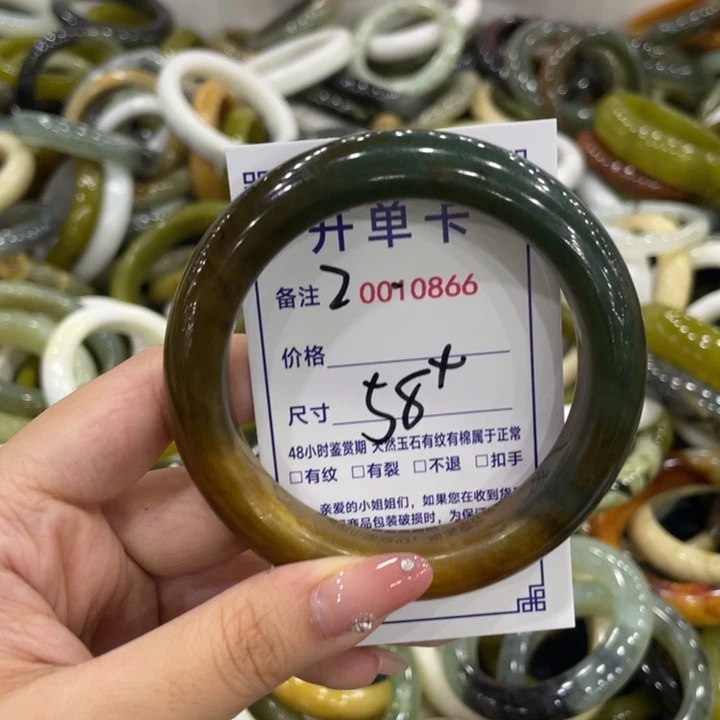 开单卡
备注 2 0010866
价格
尺寸 58+
48小时鉴赏期 天然玉石有纹有棉属于正常
□有纹 □有裂 □不退 □扣手
亲爱的小姐姐们，如果您在收到货
商品包装破损时，为保证